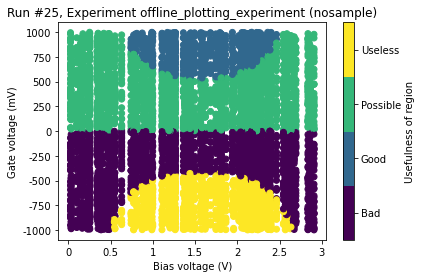 Run #25, Experiment offline_plotting_experiment (nosample)
1000
750
500
250
0
-250
-500
-750
-1000
Gate voltage (mV)
0
0.5
1
1.5
2
2.5
3
Bias voltage (V)
Useless
Possible
Good
Bad
Usefulness of region